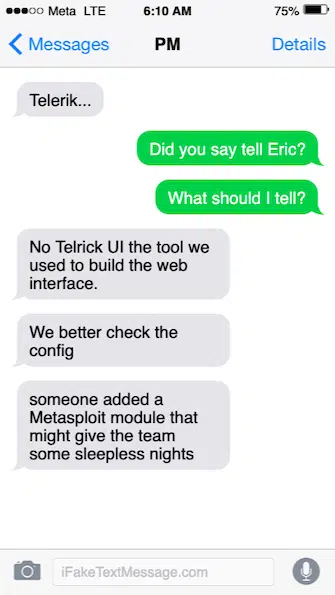 Meta LTE 6:10 AM 75%
Messages PM Details
Telerik...
Did you say tell Eric?
What should I tell?
No Telrick UI the tool we
used to build the web
interface.
We better check the
config
someone added a
Metasploit module that
might give the team
some sleepless nights
iFakeTextMessage.com